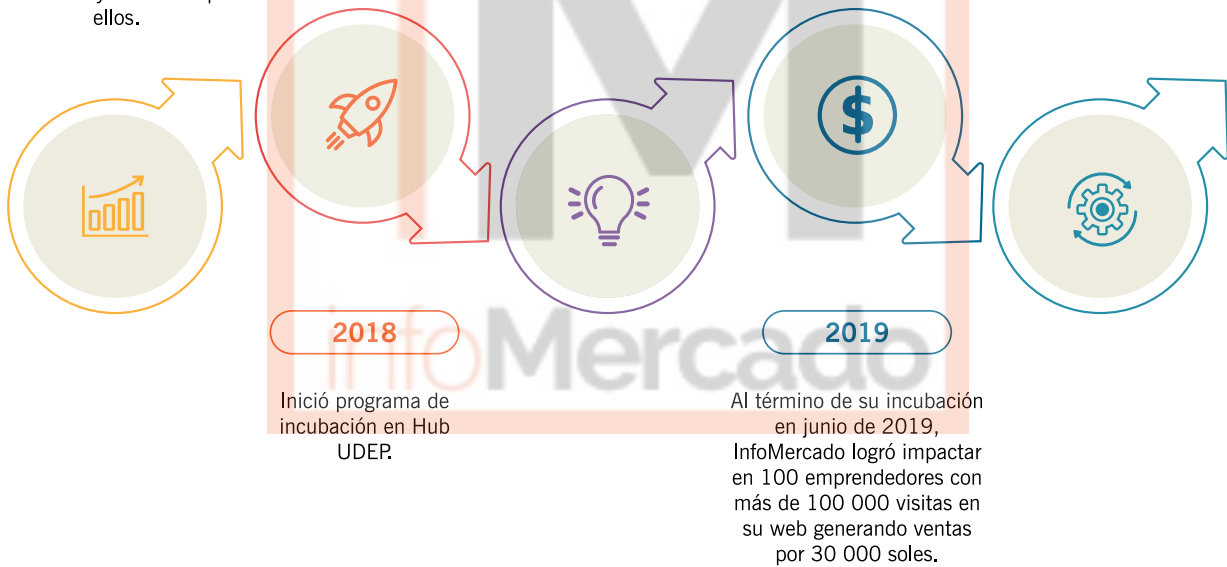 ellos.
$
2018
2019
infoMercado
Inició programa de
incubación en Hub
UDEP.
Al término de su incubación
en junio de 2019,
InfoMercado logró impactar
en 100 emprendedores con
más de 100 000 visitas en
su web generando ventas
por 30 000 soles.